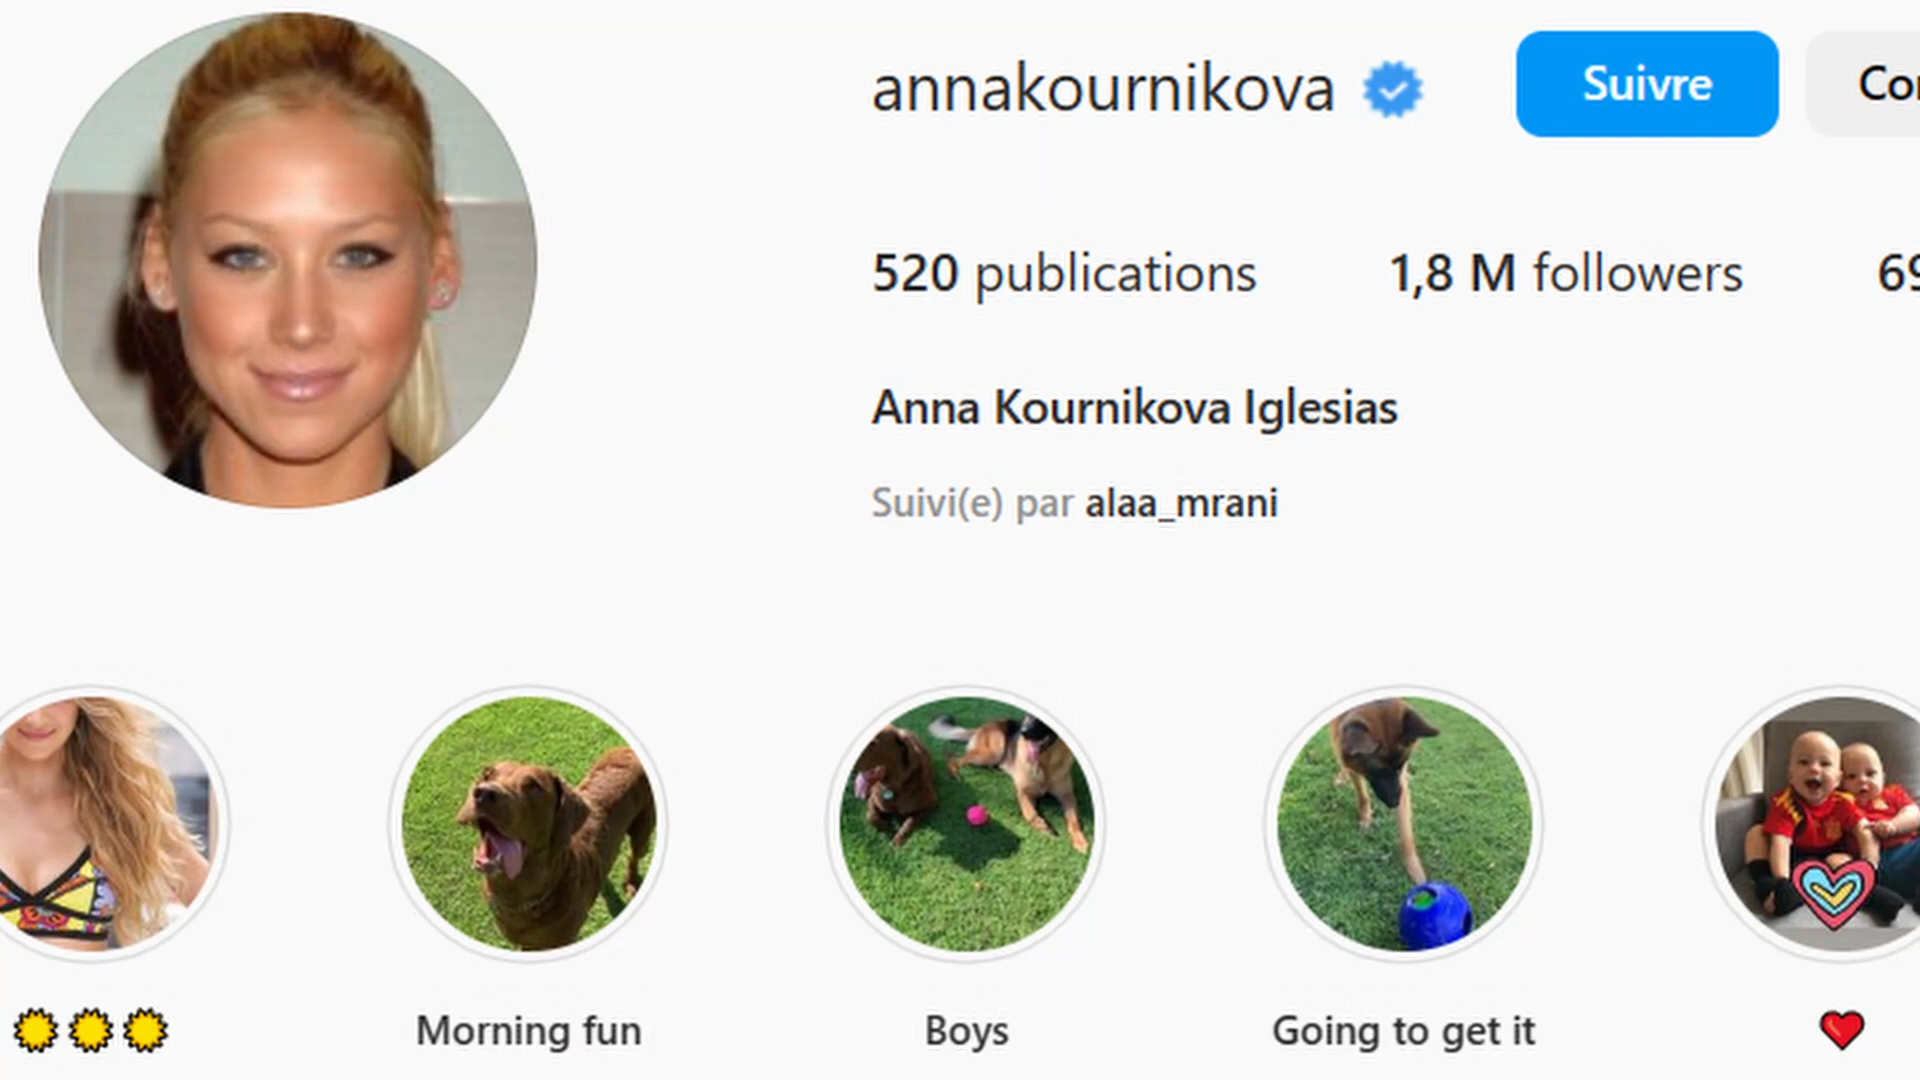 annakournikova
Suivre
520 publications
1,8 M followers
Anna Kournikova Iglesias
Suivi(e) par alaa_mrani
Morning fun
Boys
Going to get it